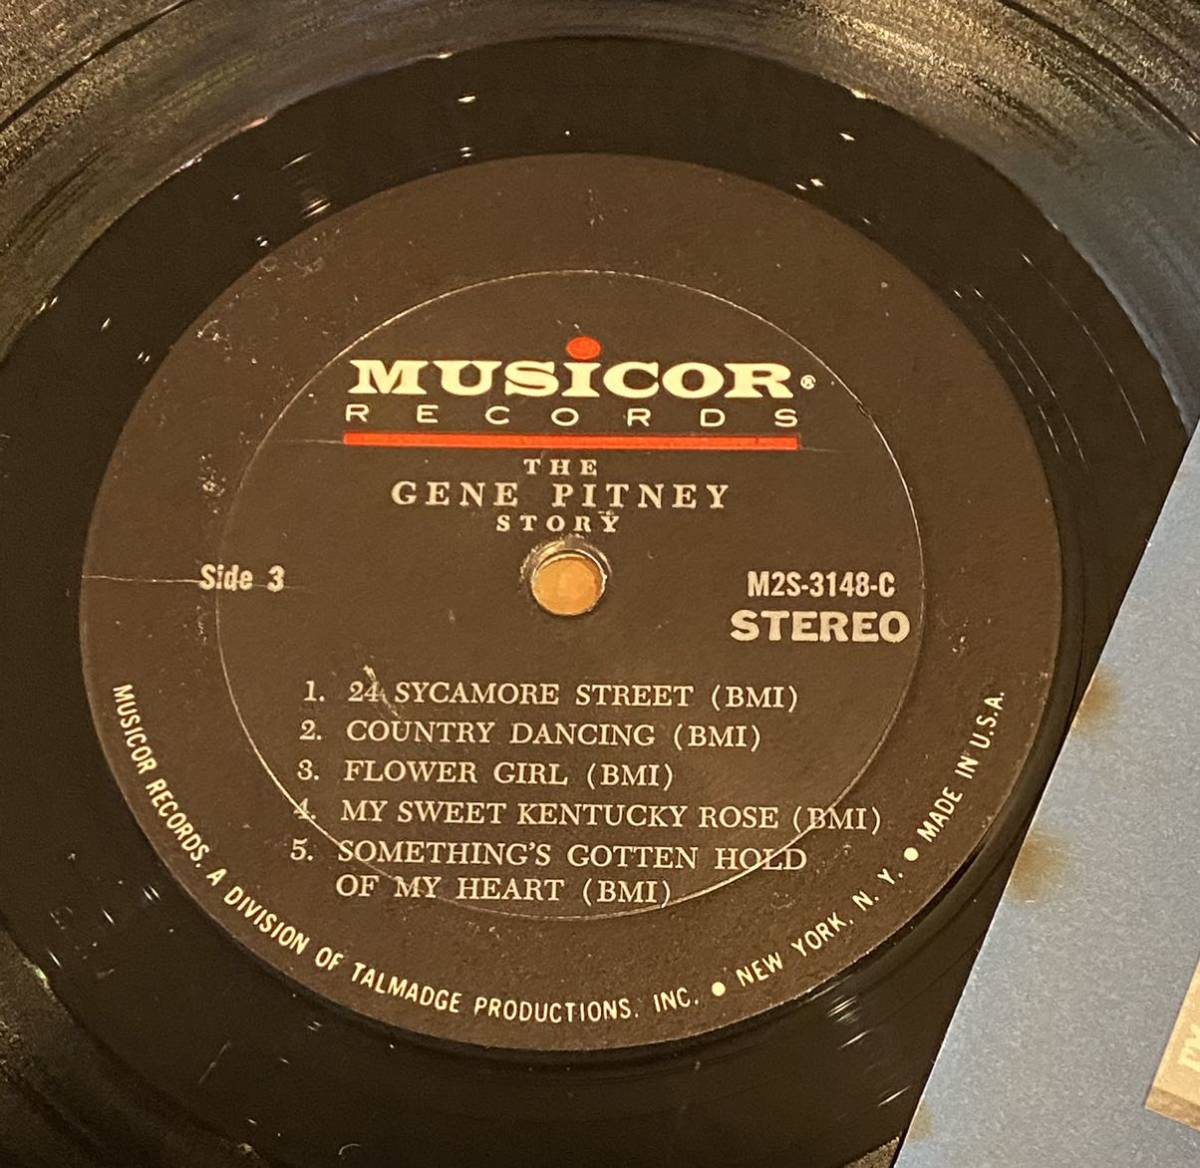 MUSiCOR®
RECORDS
THE
GENE PITNEY
STORY
Side 3
M2S-3148-C
STEREO
1. 24 SYCAMORE STREET (BMI)
2. COUNTRY DANCING (BMI)
3. FLOWER GIRL (BMI)
4. MY SWEET KENTUCKY ROSE (BMI)
5. SOMETHING'S GOTTEN HOLD
OF MY HEART (BMI)
MUSICOR RECORDS, A DIVISION OF TALMADGE PRODUCTIONS, INC. • NEW YORK, N. Y. • MADE IN U.S.A.